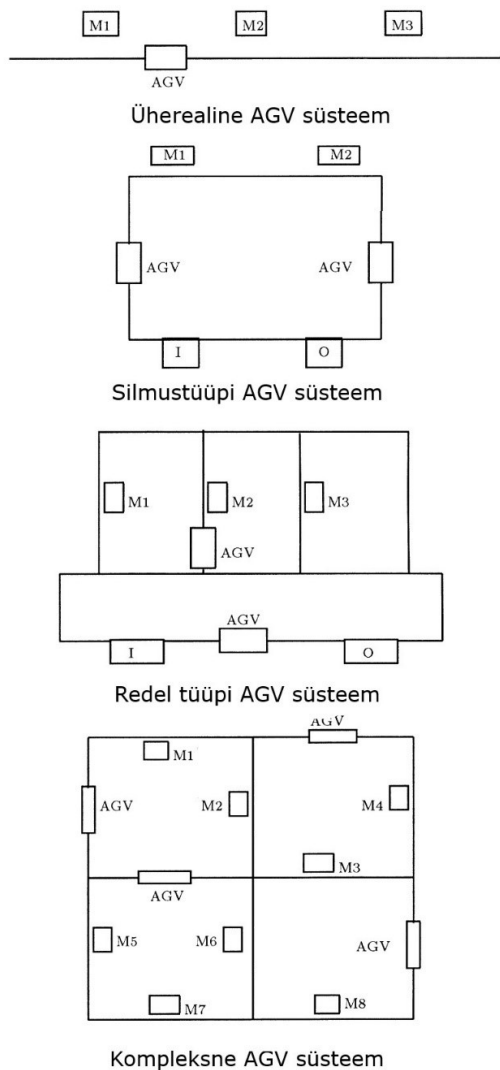 M1 M2 M3
AGV
Üherealine AGV süsteem
M1 M2
AGV AGV
I O
Silmustüüpi AGV süsteem
M1 M2 M3
AGV
AGV
I O
Redel tüüpi AGV süsteem
AGV
M1
AGV M2 M4
M3
AGV
M5 M6 AGV
M7 M8
Kompleksne AGV süsteem